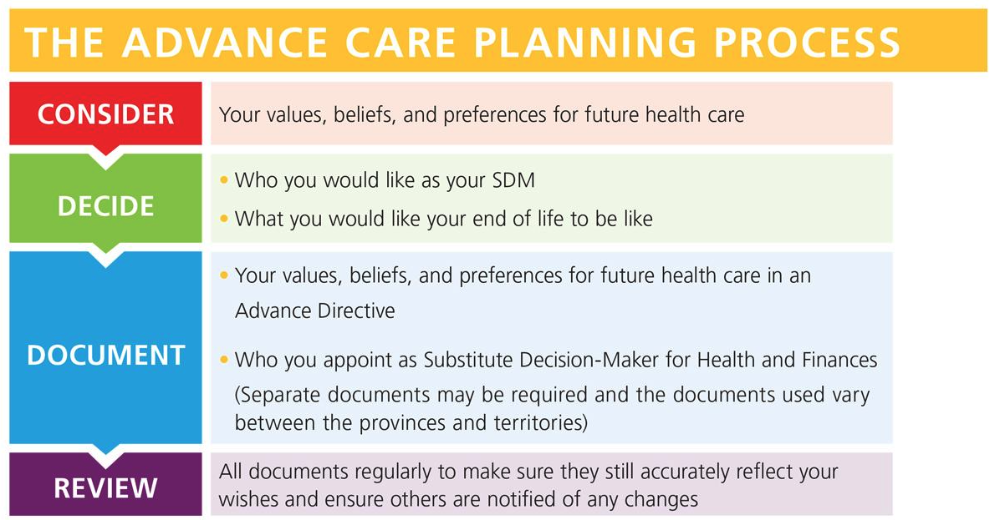 THE ADVANCE CARE PLANNING PROCESS
CONSIDER
Your values, beliefs, and preferences for future health care
DECIDE
• Who you would like as your SDM
• What you would like your end of life to be like
DOCUMENT
• Your values, beliefs, and preferences for future health care in an
Advance Directive
• Who you appoint as Substitute Decision-Maker for Health and Finances
(Separate documents may be required and the documents used vary
between the provinces and territories)
REVIEW
All documents regularly to make sure they still accurately reflect your
wishes and ensure others are notified of any changes